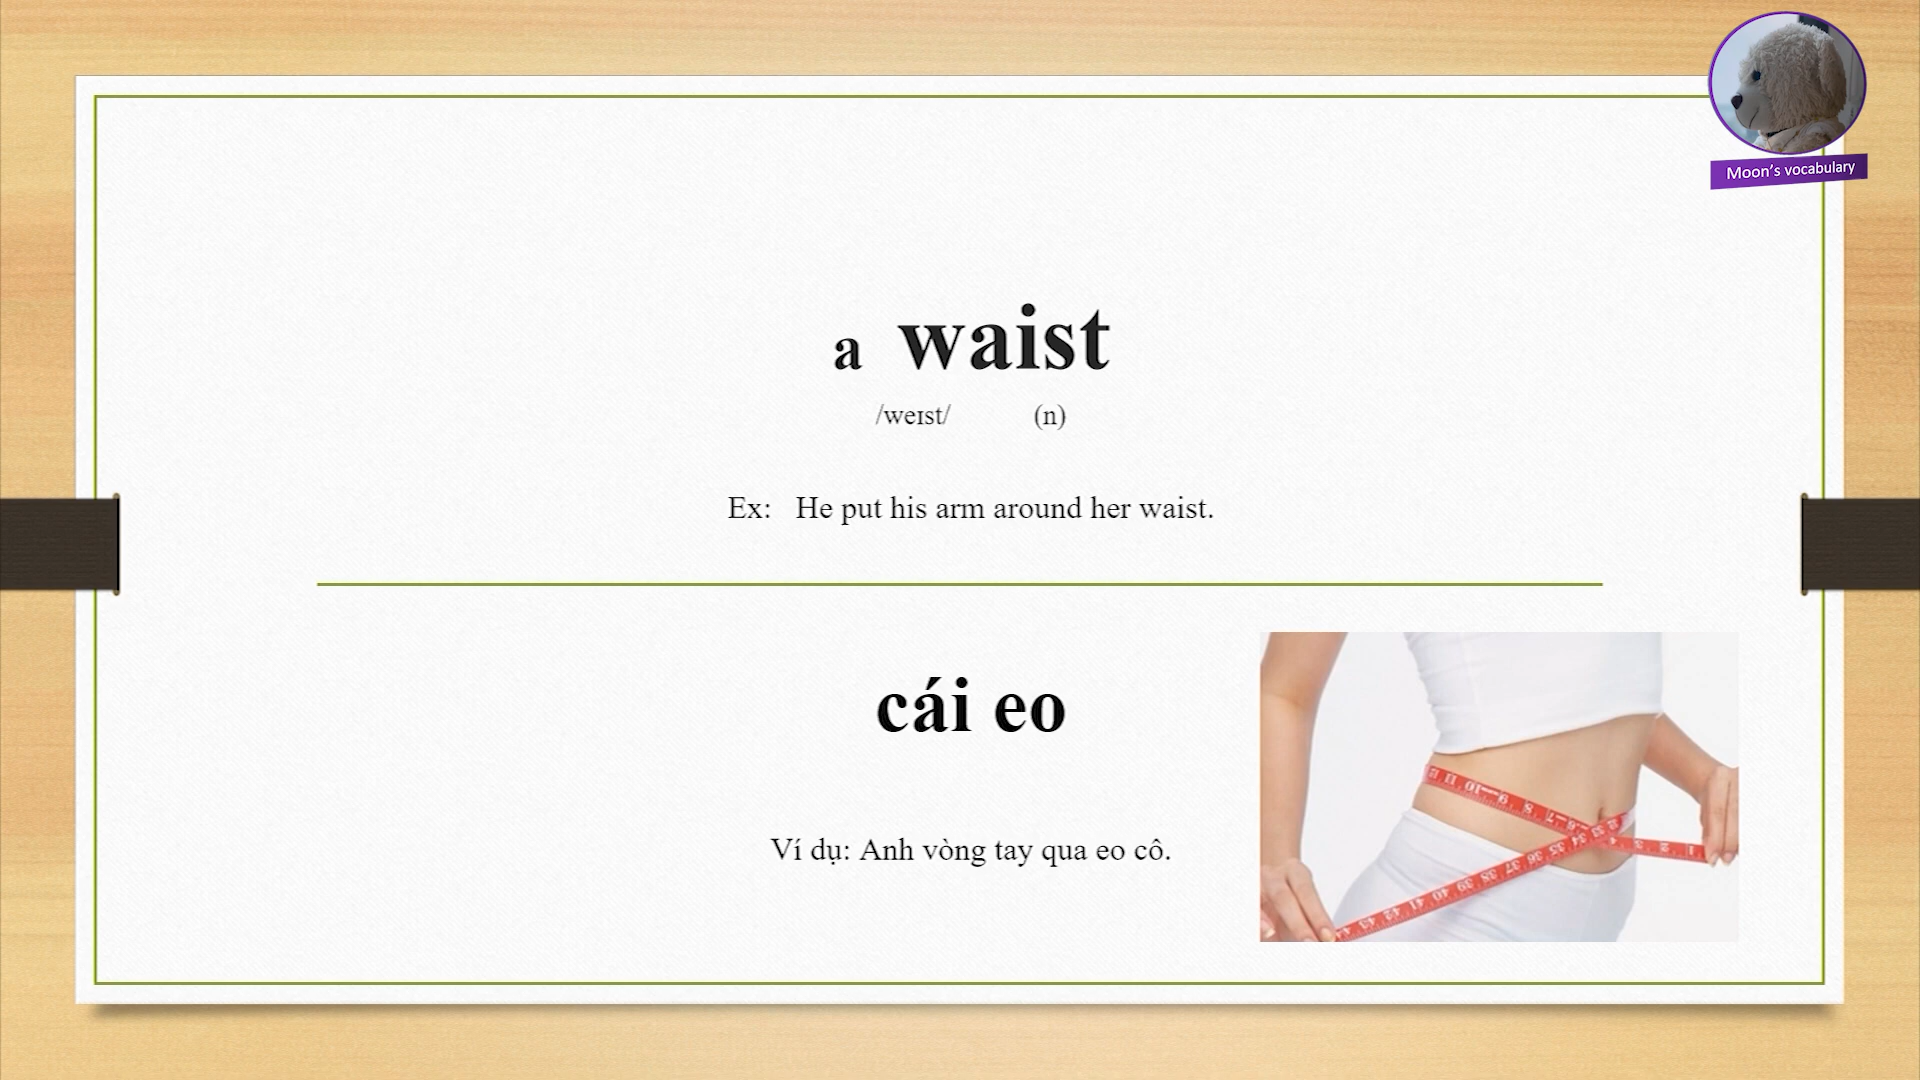 Moon's vocabulary
a waist
/weɪst/ (n)
Ex: He put his arm around her waist.
cái eo
Ví dụ: Anh vòng tay qua eo cô.